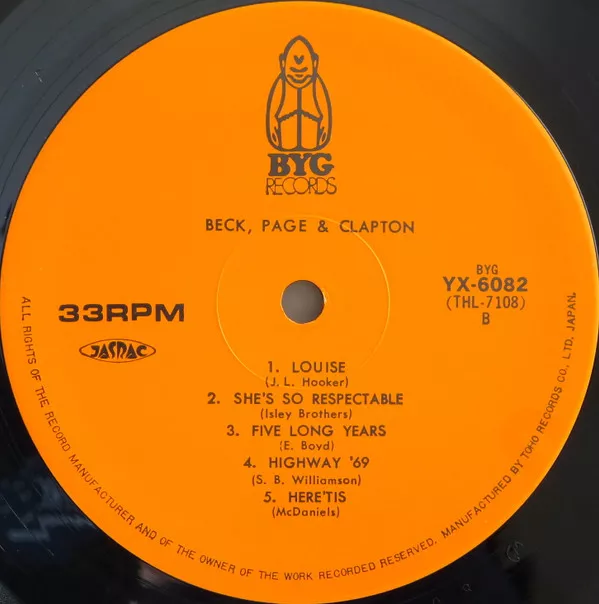 BYG
RECORDS
BECK, PAGE & CLAPTON
33RPM
JASRAC
BYG
YX-6082
(THL-7108)
B
1. LOUISE
(J. L. Hooker)
2. SHE'S SO RESPECTABLE
(Isley Brothers)
3. FIVE LONG YEARS
(E. Boyd)
4. HIGHWAY '69
(S. B. Williamson)
5. HERE'TIS
(McDaniels)
ALL RIGHTS OF THE RECORD MANUFACTURER AND OF THE OWNER OF THE WORK RECORDED RESERVED. MANUFACTURED BY TOHO RECORDS CO., LTD. JAPAN.